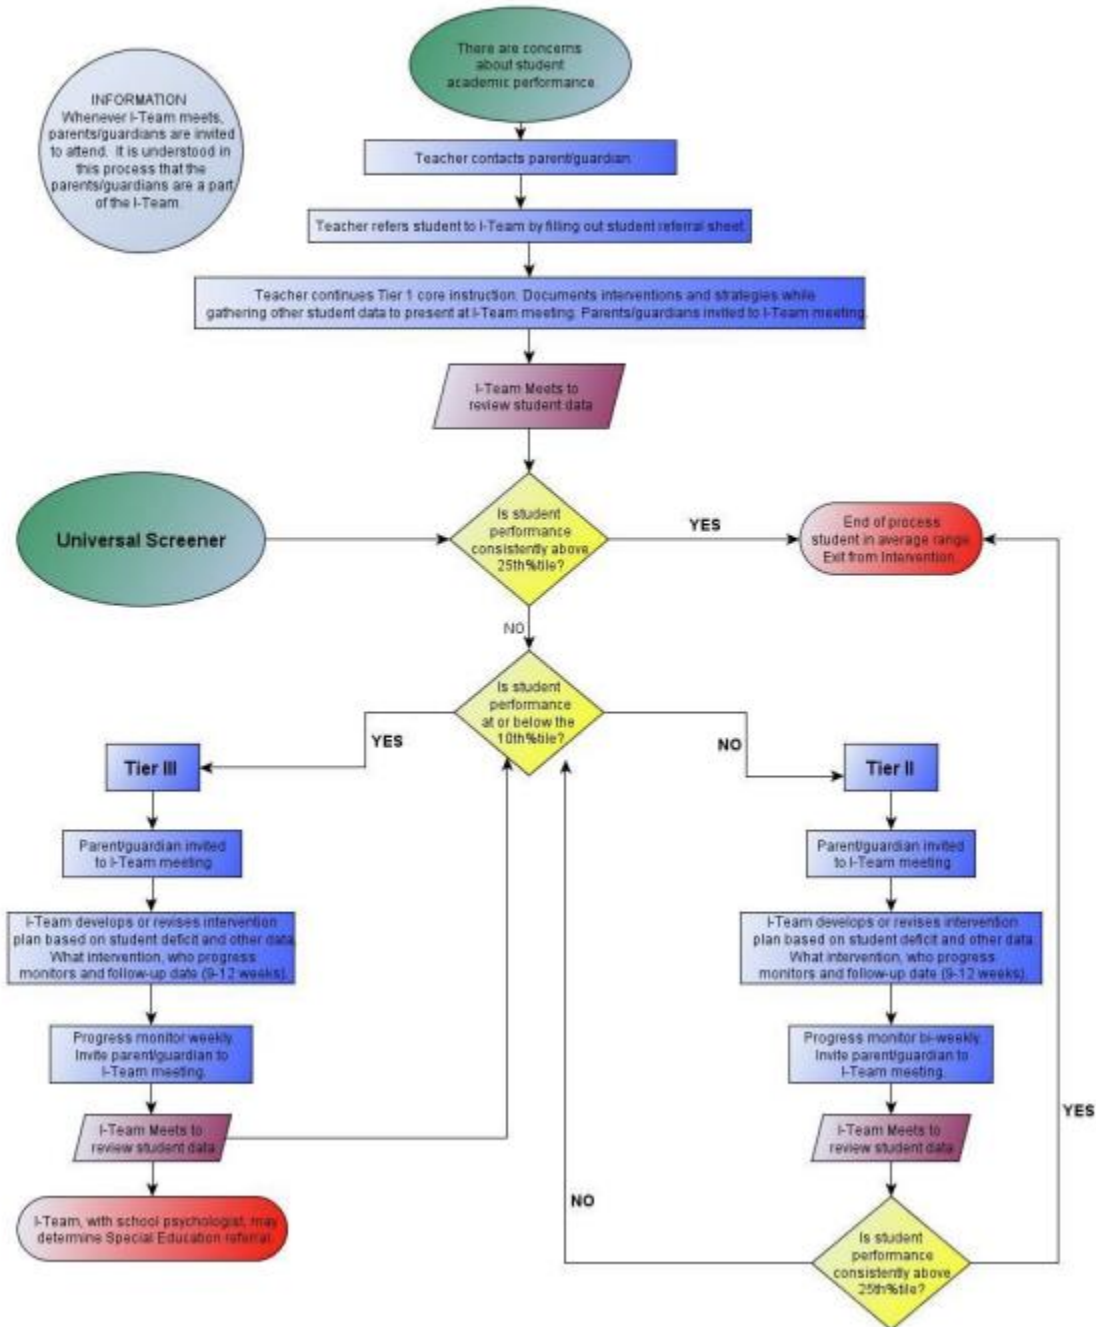 There are concerns
about student
academic performance
INFORMATION
Whenever I-Team meets,
parents/guardians are invited
to attend. It is understood in
this process that the
parents/guardians are a part
of the I-Team.
Teacher contacts parent/guardian
Teacher refers student to I-Team by filling out student referral sheet
Teacher continues Tier 1 core instruction. Documents interventions and strategies while
gathering other student data to present at I-Team meeting. Parents/guardians invited to I-Team meeting.
I-Team Meets to
review student data
Universal Screener
Is student
performance
consistently above
25th%tile?
YES
End of process
student in average range
Exit from Intervention
NO
Is student
performance
at or below the
10th%tile?
YES
NO
Tier III
Parent/guardian invited
to I-Team meeting
I-Team develops or revises intervention
plan based on student deficit and other data.
What intervention, who progress
monitors and follow-up date (9-12 weeks).
Progress monitor weekly.
Invite parent/guardian to
I-Team meeting.
I-Team Meets to
review student data
I-Team, with school psychologist, may
determine Special Education referral.
Tier II
Parent/guardian invited
to I-Team meeting
I-Team develops or revises intervention
plan based on student deficit and other data
What intervention, who progress
monitors and follow-up date (9-12 weeks).
Progress monitor bi-weekly.
Invite parent/guardian to
I-Team meeting.
I-Team Meets to
review student data
Is student
performance
consistently above
25th%tile?
NO
YES